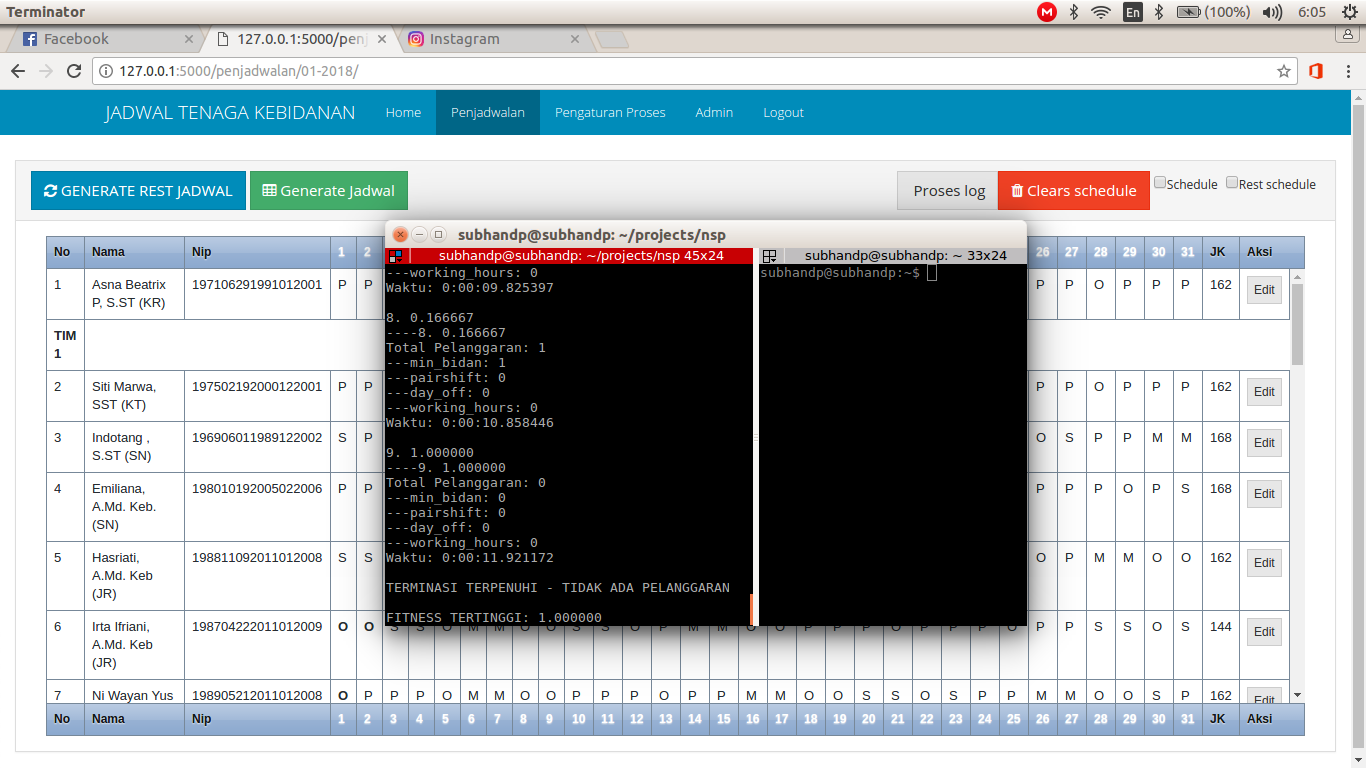 Terminator
En
(100%)
6:05
Facebook
127.0.0.1:5000/penj
Instagram
127.0.0.1:5000/penjadwalan/01-2018/
JADWAL TENAGA KEBIDANAN Home Penjadwalan Pengaturan Proses Admin Logout
GENERATE REST JADWAL Generate Jadwal Proses log Clears schedule Schedule Rest schedule
subhandp@subhandp: ~/projects/nsp
subhandp@subhandp: ~/projects/nsp 45x24
---working_hours: 0
Waktu: 0:00:09.825397
8. 0.166667
----8. 0.166667
Total Pelanggaran: 1
---min_bidan: 1
---pairshift: 0
---day_off: 0
---working_hours: 0
Waktu: 0:00:10.858446
9. 1.000000
----9. 1.000000
Total Pelanggaran: 0
---min_bidan: 0
---pairshift: 0
---day_off: 0
---working_hours: 0
Waktu: 0:00:11.921172
TERMINASI TERPENUHI - TIDAK ADA PELANGGARAN
FITNESS TERTINGGI: 1.000000
subhandp@subhandp: ~ 33x24
subhandp@subhandp:~$
No Nama Nip 1 2 26 27 28 29 30 31 JK Aksi
1 Asna Beatrix 197106291991012001 P P P P O P P P 162 Edit
P, S.ST (KR)
TIM
1
2 Siti Marwa, 197502192000122001 P P P P O P P P 162 Edit
SST (KT)
3 Indotang , 196906011989122002 S P O S P P M M 168 Edit
S.ST (SN)
4 Emiliana, 198010192005022006 P P P P P O P S 168 Edit
A.Md. Keb.
(SN)
5 Hasriati, 198811092011012008 S S O P M M O O 162 Edit
A.Md. Keb
(JR)
6 Irta Ifriani, 198704222011012009 O O P P S S O S 144 Edit
A.Md. Keb
(JR)
7 Ni Wayan Yus 198905212011012008 O P P P O M M O O P P P O P P M M O O S S O S P P M M O O S P 162 Edit
No Nama Nip 1 2 3 4 5 6 7 8 9 10 11 12 13 14 15 16 17 18 19 20 21 22 23 24 25 26 27 28 29 30 31 JK Aksi